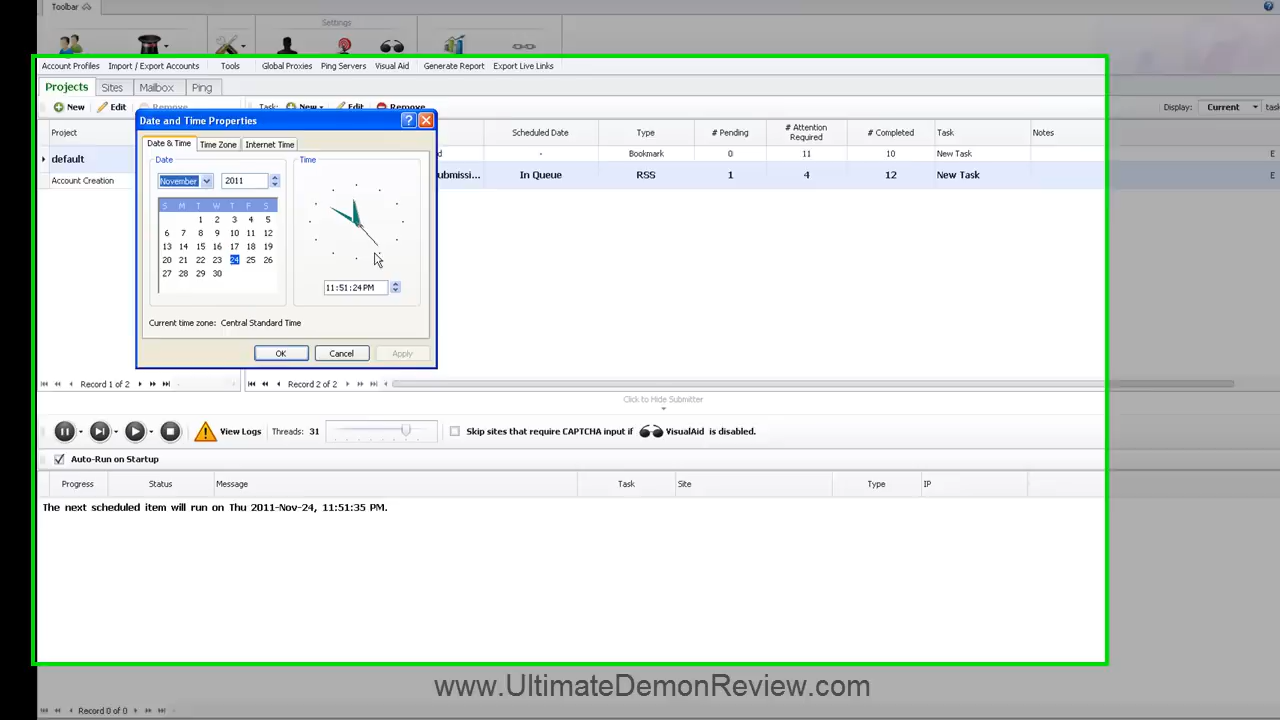 Toolbar
Settings
Account Profiles Import / Export Accounts Tools Global Proxies Ping Servers Visual Aid Generate Report Export Live Links
Projects Sites Mailbox Ping
New Edit Remove Task: New Edit Remove Display: Current task
Project Scheduled Date Type # Pending # Attention Required # Completed Task Notes
d - Bookmark 0 11 10 New Task E
default ubmissi... In Queue RSS 1 4 12 New Task
Account Creation E
Date and Time Properties
Date & Time Time Zone Internet Time
Date Time
November 2011
S M T W T F S
1 2 3 4 5
6 7 8 9 10 11 12
13 14 15 16 17 18 19
20 21 22 23 24 25 26
27 28 29 30
11:51:24 PM
Current time zone: Central Standard Time
OK Cancel Apply
Record 1 of 2 Record 2 of 2
Click to Hide Submitter
View Logs Threads: 31 Skip sites that require CAPTCHA input if VisualAid is disabled.
Auto-Run on Startup
Progress Status Message Task Site Type IP
The next scheduled item will run on Thu 2011-Nov-24, 11:51:35 PM.
www.UltimateDemonReview.com
Record 0 of 0